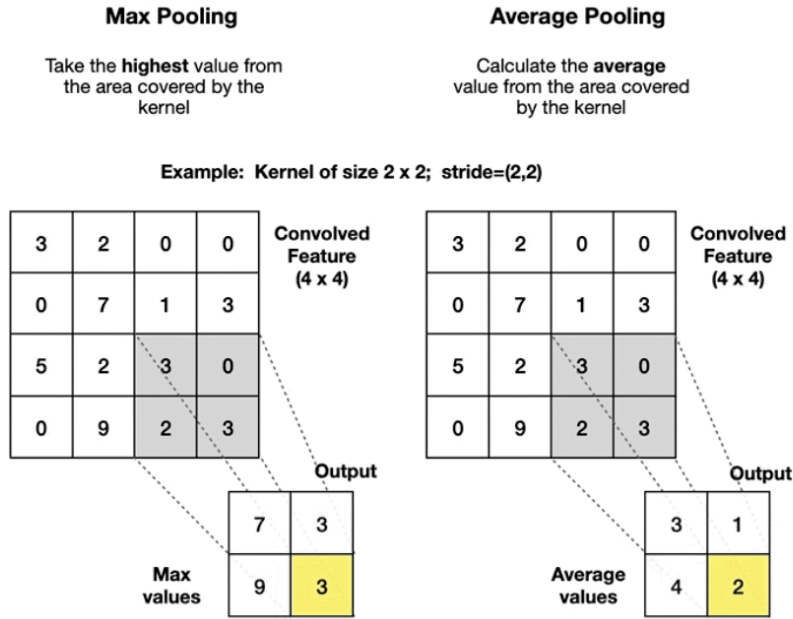 Max Pooling
Take the highest value from
the area covered by the
kernel
Average Pooling
Calculate the average
value from the area covered
by the kernel
Example: Kernel of size 2 x 2; stride=(2,2)
3 2 0 0
0 7 1 3
5 2 3 0
0 9 2 3
Convolved
Feature
(4 x 4)
Output
7 3
9 3
Max
values
3 2 0 0
0 7 1 3
5 2 3 0
0 9 2 3
Convolved
Feature
(4 x 4)
Output
3 1
4 2
Average
values